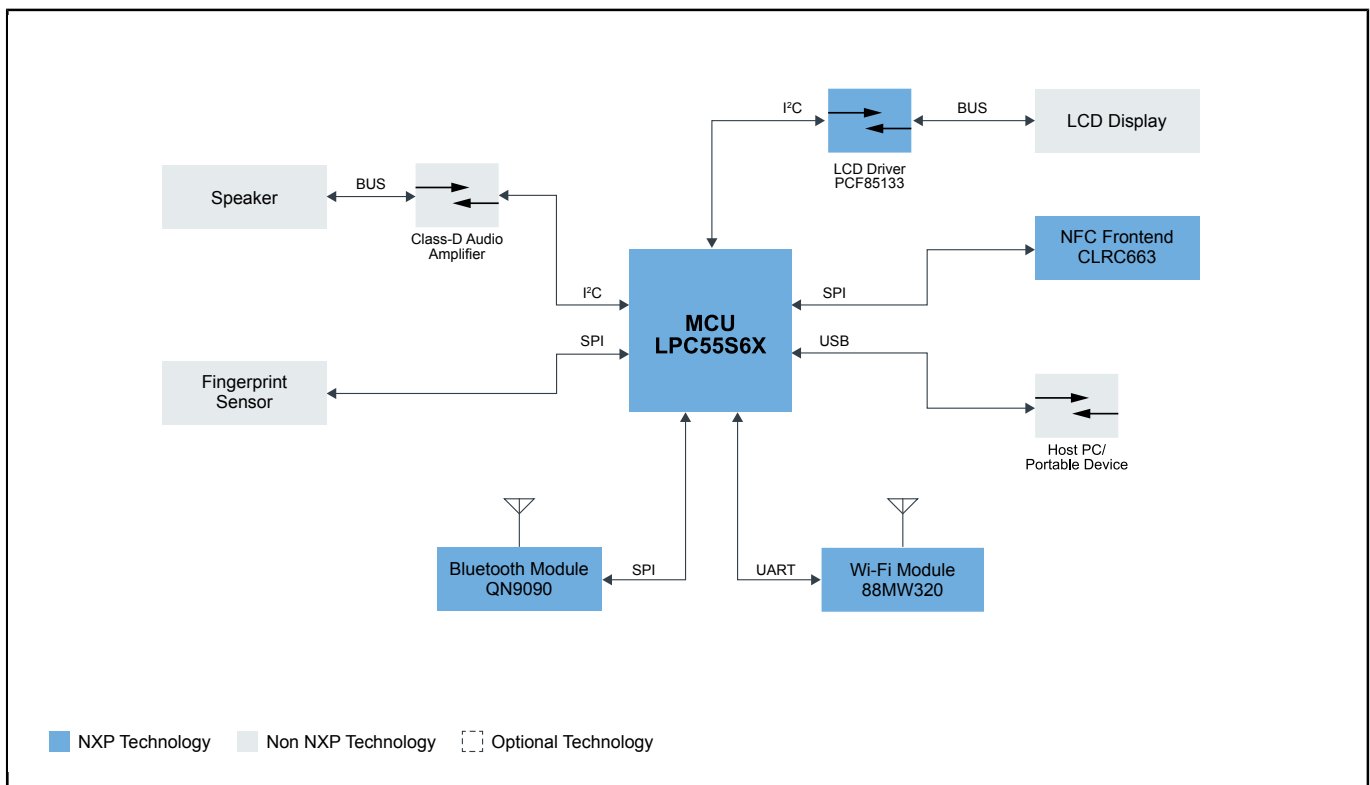 I²C
BUS
LCD Display
LCD Driver
PCF85133
Speaker
BUS
Class-D Audio
Amplifier
NFC Frontend
CLRC663
I²C
SPI
MCU
LPC55S6X
SPI
USB
Fingerprint
Sensor
Host PC/
Portable Device
Bluetooth Module
QN9090
SPI
UART
Wi-Fi Module
88MW320
NXP Technology
Non NXP Technology
Optional Technology